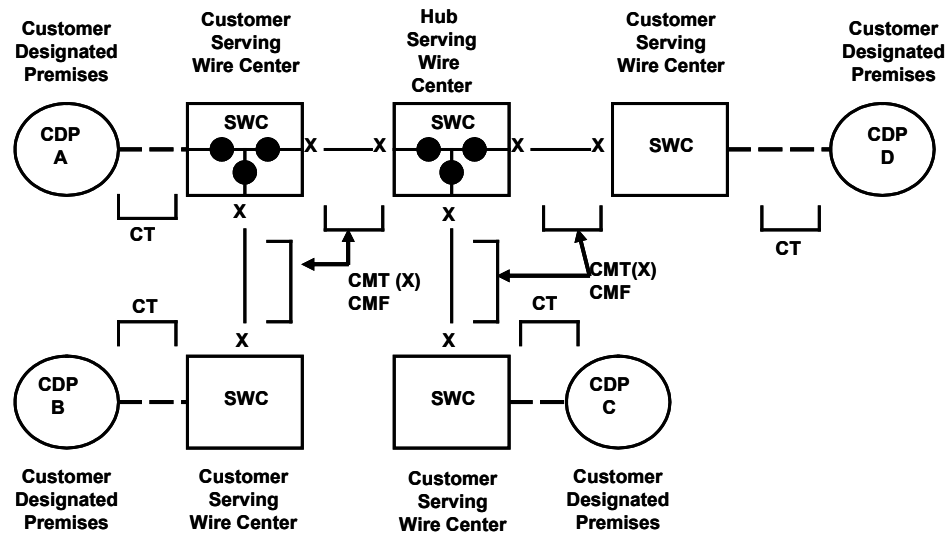 Customer
Designated
Premises
Customer
Serving
Wire Center
Hub
Serving
Wire
Center
Customer
Serving
Wire Center
Customer
Designated
Premises
CDP
A
SWC
X
X
SWC
X
X
SWC
CDP
D
CT
X
X
CT
CMT (X)
CMF
CMT(X)
CMF
CT
CT
X
X
CDP
B
SWC
SWC
CDP
C
Customer
Designated
Premises
Customer
Serving
Wire Center
Customer
Serving
Wire Center
Customer
Designated
Premises